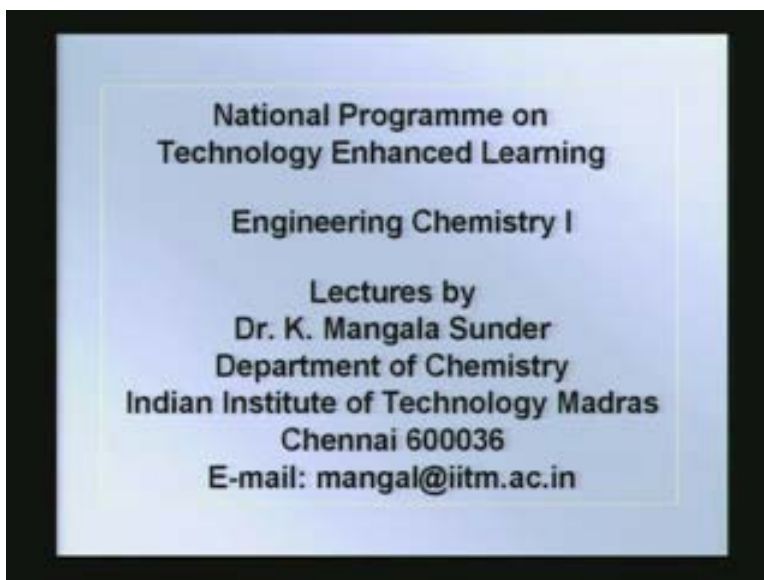 National Programme on
Technology Enhanced Learning
Engineering Chemistry I
Lectures by
Dr. K. Mangala Sunder
Department of Chemistry
Indian Institute of Technology Madras
Chennai 600036
E-mail: mangal@iitm.ac.in